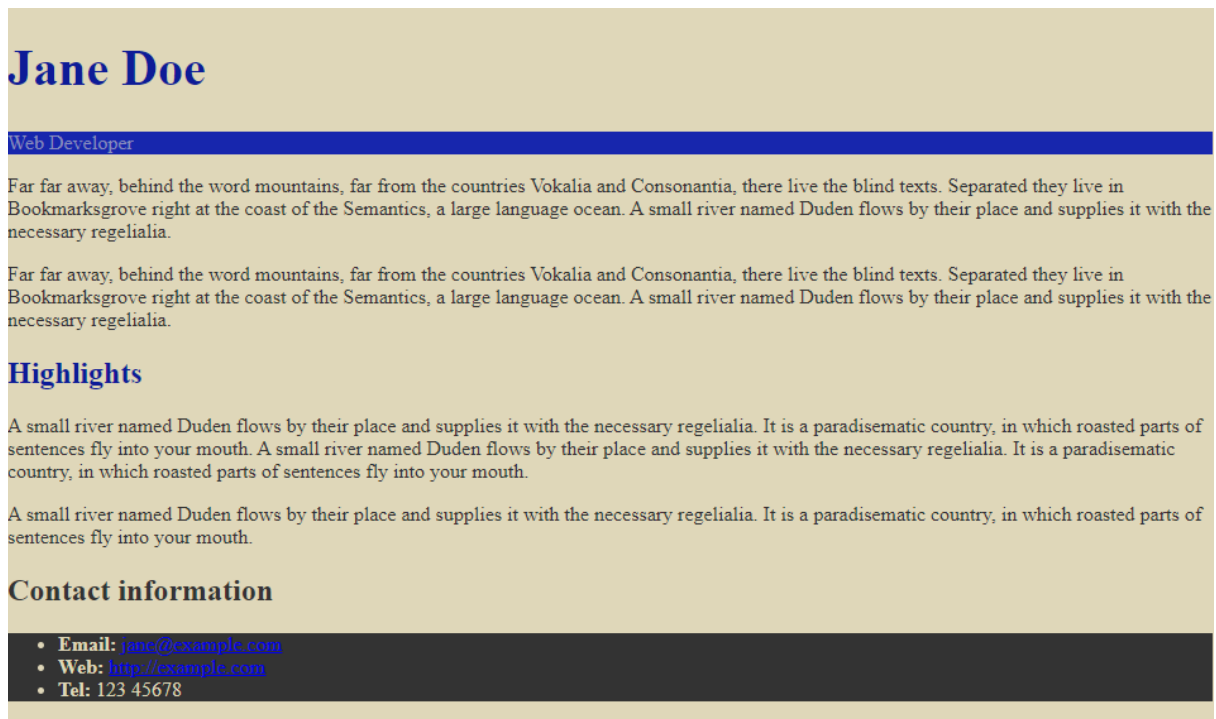 Jane Doe
Web Developer
Far far away, behind the word mountains, far from the countries Vokalia and Consonantia, there live the blind texts. Separated they live in
Bookmarksgrove right at the coast of the Semantics, a large language ocean. A small river named Duden flows by their place and supplies it with the
necessary regelialia.
Far far away, behind the word mountains, far from the countries Vokalia and Consonantia, there live the blind texts. Separated they live in
Bookmarksgrove right at the coast of the Semantics, a large language ocean. A small river named Duden flows by their place and supplies it with the
necessary regelialia.
Highlights
A small river named Duden flows by their place and supplies it with the necessary regelialia. It is a paradisematic country, in which roasted parts of
sentences fly into your mouth. A small river named Duden flows by their place and supplies it with the necessary regelialia. It is a paradisematic
country, in which roasted parts of sentences fly into your mouth.
A small river named Duden flows by their place and supplies it with the necessary regelialia. It is a paradisematic country, in which roasted parts of
sentences fly into your mouth.
Contact information
• Email: jane@example.com
• Web: http://example.com
• Tel: 123 45678